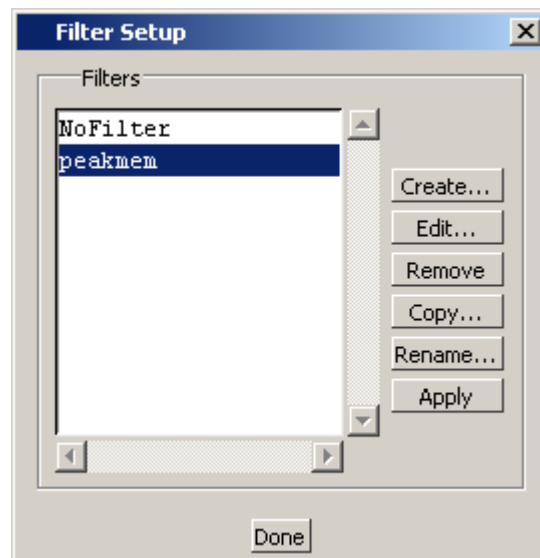 Filter Setup
Filters
NoFilter
peakmem
Create...
Edit...
Remove
Copy...
Rename...
Apply
Done